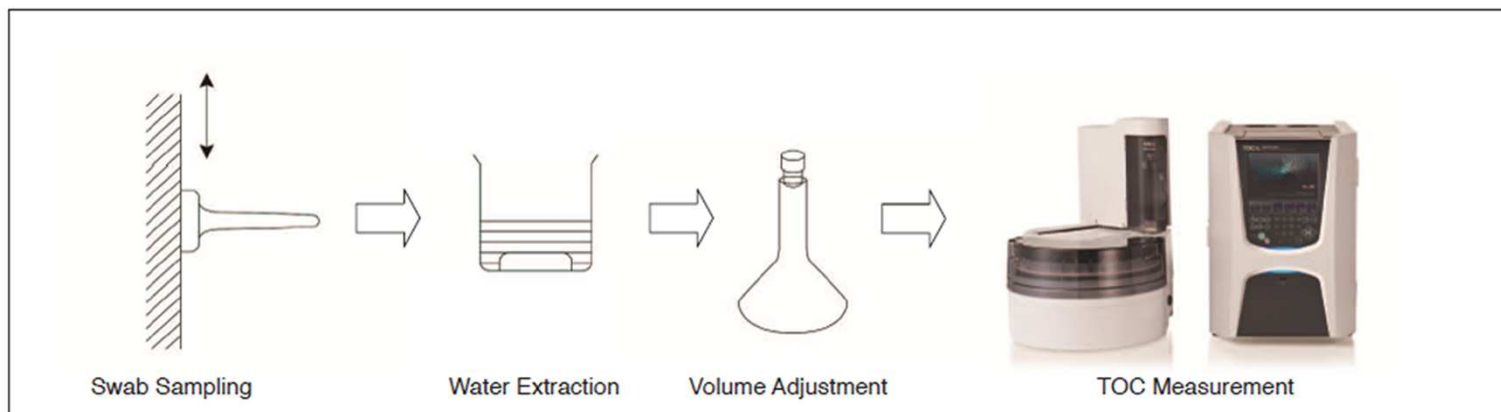 Swab Sampling
Water Extraction
Volume Adjustment
TOC Measurement